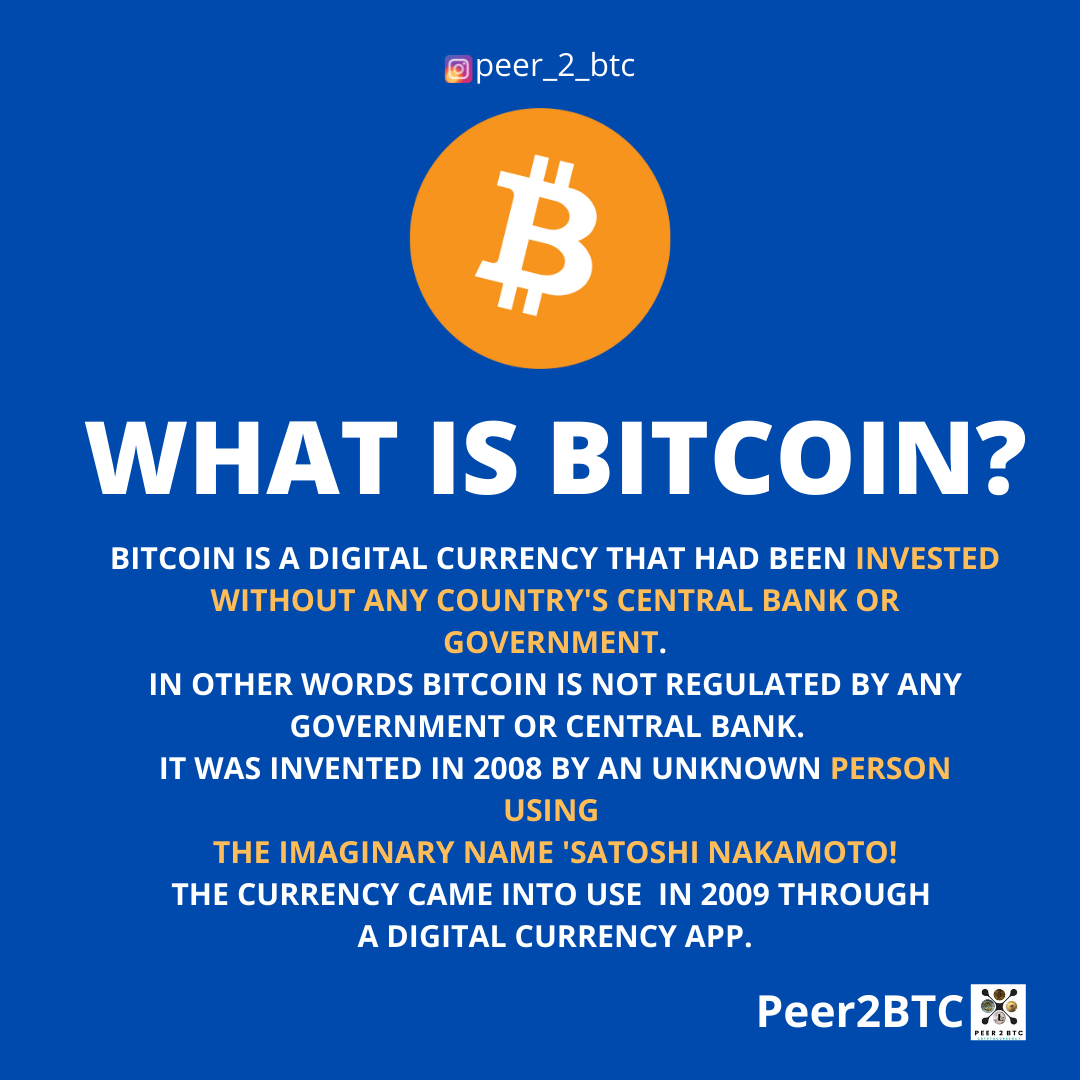 peer_2_btc
WHAT IS BITCOIN?
BITCOIN IS A DIGITAL CURRENCY THAT HAD BEEN INVESTED
WITHOUT ANY COUNTRY'S CENTRAL BANK OR
GOVERNMENT.
IN OTHER WORDS BITCOIN IS NOT REGULATED BY ANY
GOVERNMENT OR CENTRAL BANK.
IT WAS INVENTED IN 2008 BY AN UNKNOWN PERSON
USING
THE IMAGINARY NAME 'SATOSHI NAKAMOTO!
THE CURRENCY CAME INTO USE  IN 2009 THROUGH
A DIGITAL CURRENCY APP.
Peer2BTC
PEER 2 BTC
CRYPTOCURRENCY